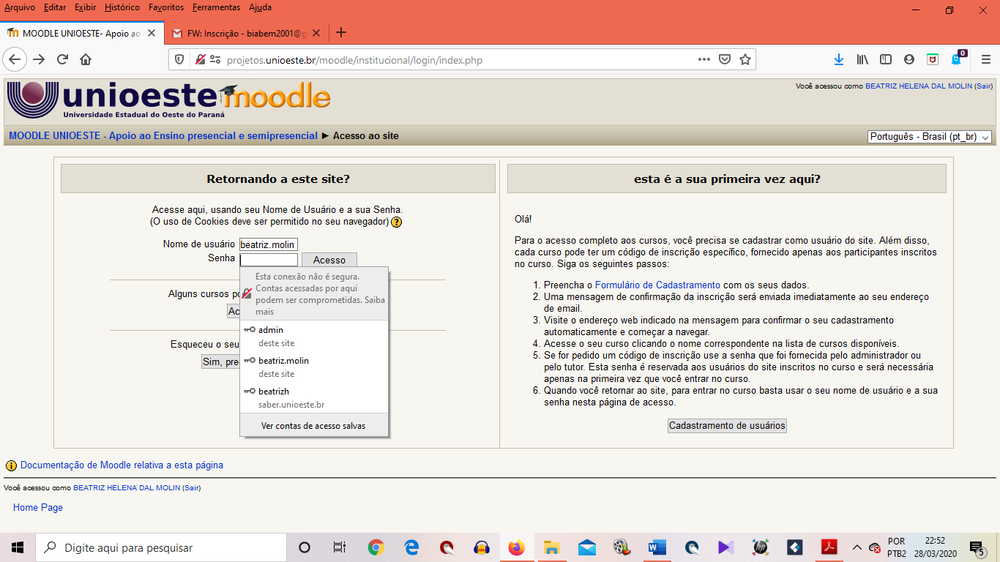 Arquivo Editar Exibir Histórico Favoritos Ferramentas Ajuda
MOODLE UNIOESTE- Apoio ao
FW: Inscrição - biabem2001@g
projetos.unioeste.br/moodle/institucional/login/index.php
0
unioeste moodle
Universidade Estadual do Oeste do Paraná
Você acessou como BEATRIZ HELENA DAL MOLIN (Sair)
MOODLE UNIOESTE - Apoio ao Ensino presencial e semipresencial ► Acesso ao site
Português - Brasil (pt_br)
Retornando a este site?
Acesse aqui, usando seu Nome de Usuário e a sua Senha.
(O uso de Cookies deve ser permitido no seu navegador) ?
Nome de usuário beatriz.molin
Senha Acesso
Esta conexão não é segura.
Contas acessadas por aqui
podem ser comprometidas. Saiba
mais
Alguns cursos po
Ac
admin
deste site
Esqueceu o seu
beatriz.molin
Sim, pre
deste site
beatrizh
saber.unioeste.br
Ver contas de acesso salvas
esta é a sua primeira vez aqui?
Olá!
Para o acesso completo aos cursos, você precisa se cadastrar como usuário do site. Além disso,
cada curso pode ter um código de inscrição específico, fornecido apenas aos participantes inscritos
no curso. Siga os seguintes passos:
1. Preencha o Formulário de Cadastramento com os seus dados.
2. Uma mensagem de confirmação da inscrição será enviada imediatamente ao seu endereço
de email.
3. Visite o endereço web indicado na mensagem para confirmar o seu cadastramento
automaticamente e começar a navegar.
4. Acesse o seu curso clicando o nome correspondente na lista de cursos disponíveis.
5. Se for pedido um código de inscrição use a senha que foi fornecida pelo administrador ou
pelo tutor. Esta senha é reservada aos usuários do site inscritos no curso e será necessária
apenas na primeira vez que você entrar no curso.
6. Quando você retornar ao site, para entrar no curso basta usar o seu nome de usuário e a sua
senha nesta página de acesso.
Cadastramento de usuários
Documentação de Moodle relativa a esta página
Você acessou como BEATRIZ HELENA DAL MOLIN (Sair)
Home Page
Digite aqui para pesquisar
POR
PTB2
22:52
28/03/2020
5